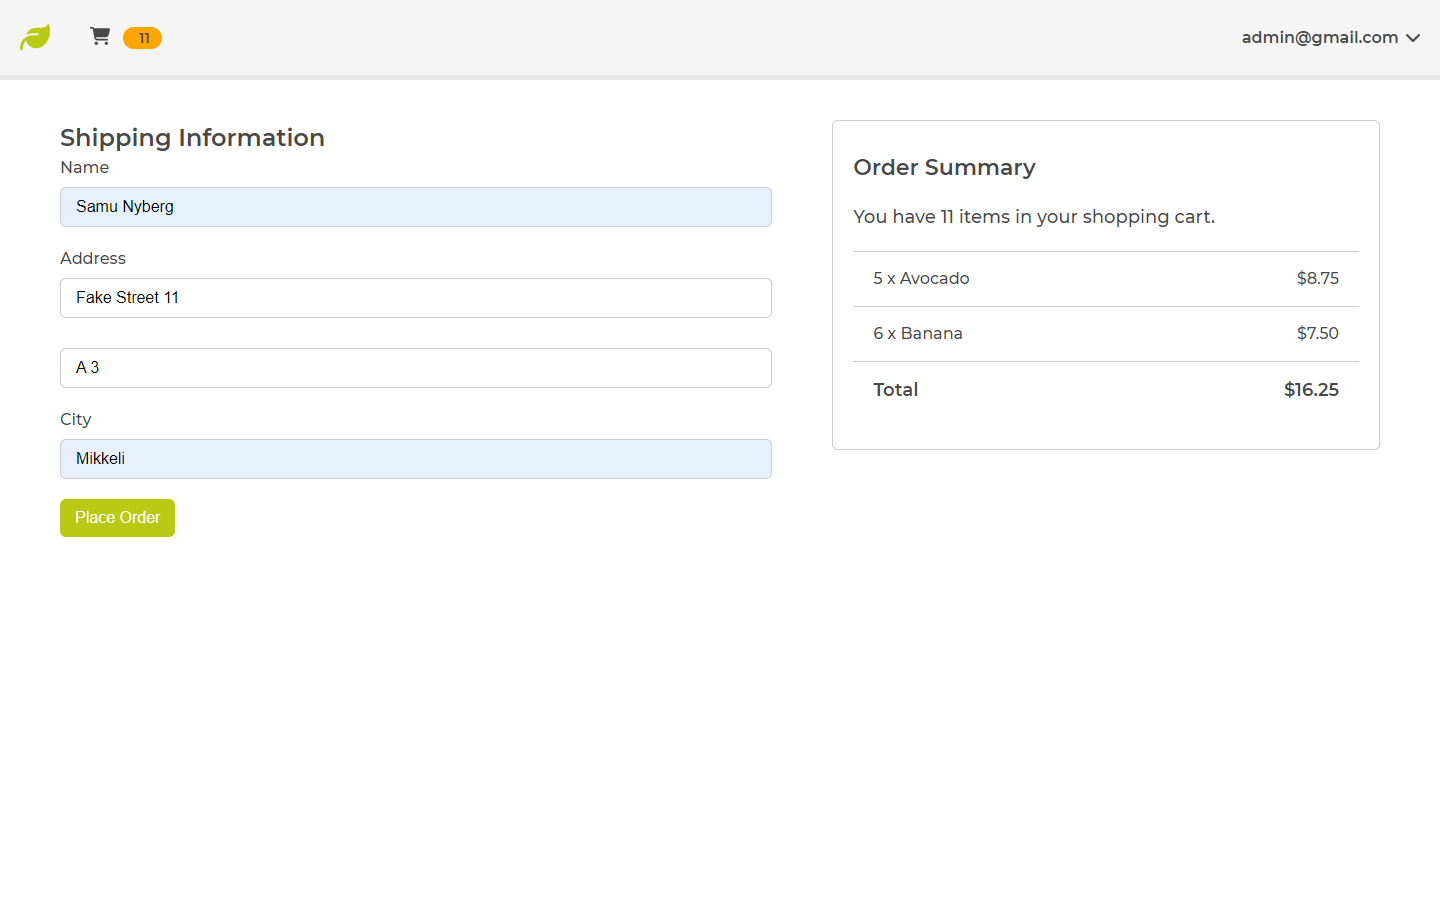 11
admin@gmail.com
Shipping Information
Name
Samu Nyberg
Address
Fake Street 11
A 3
City
Mikkeli
Place Order
Order Summary
You have 11 items in your shopping cart.
5 x Avocado $8.75
6 x Banana $7.50
Total $16.25